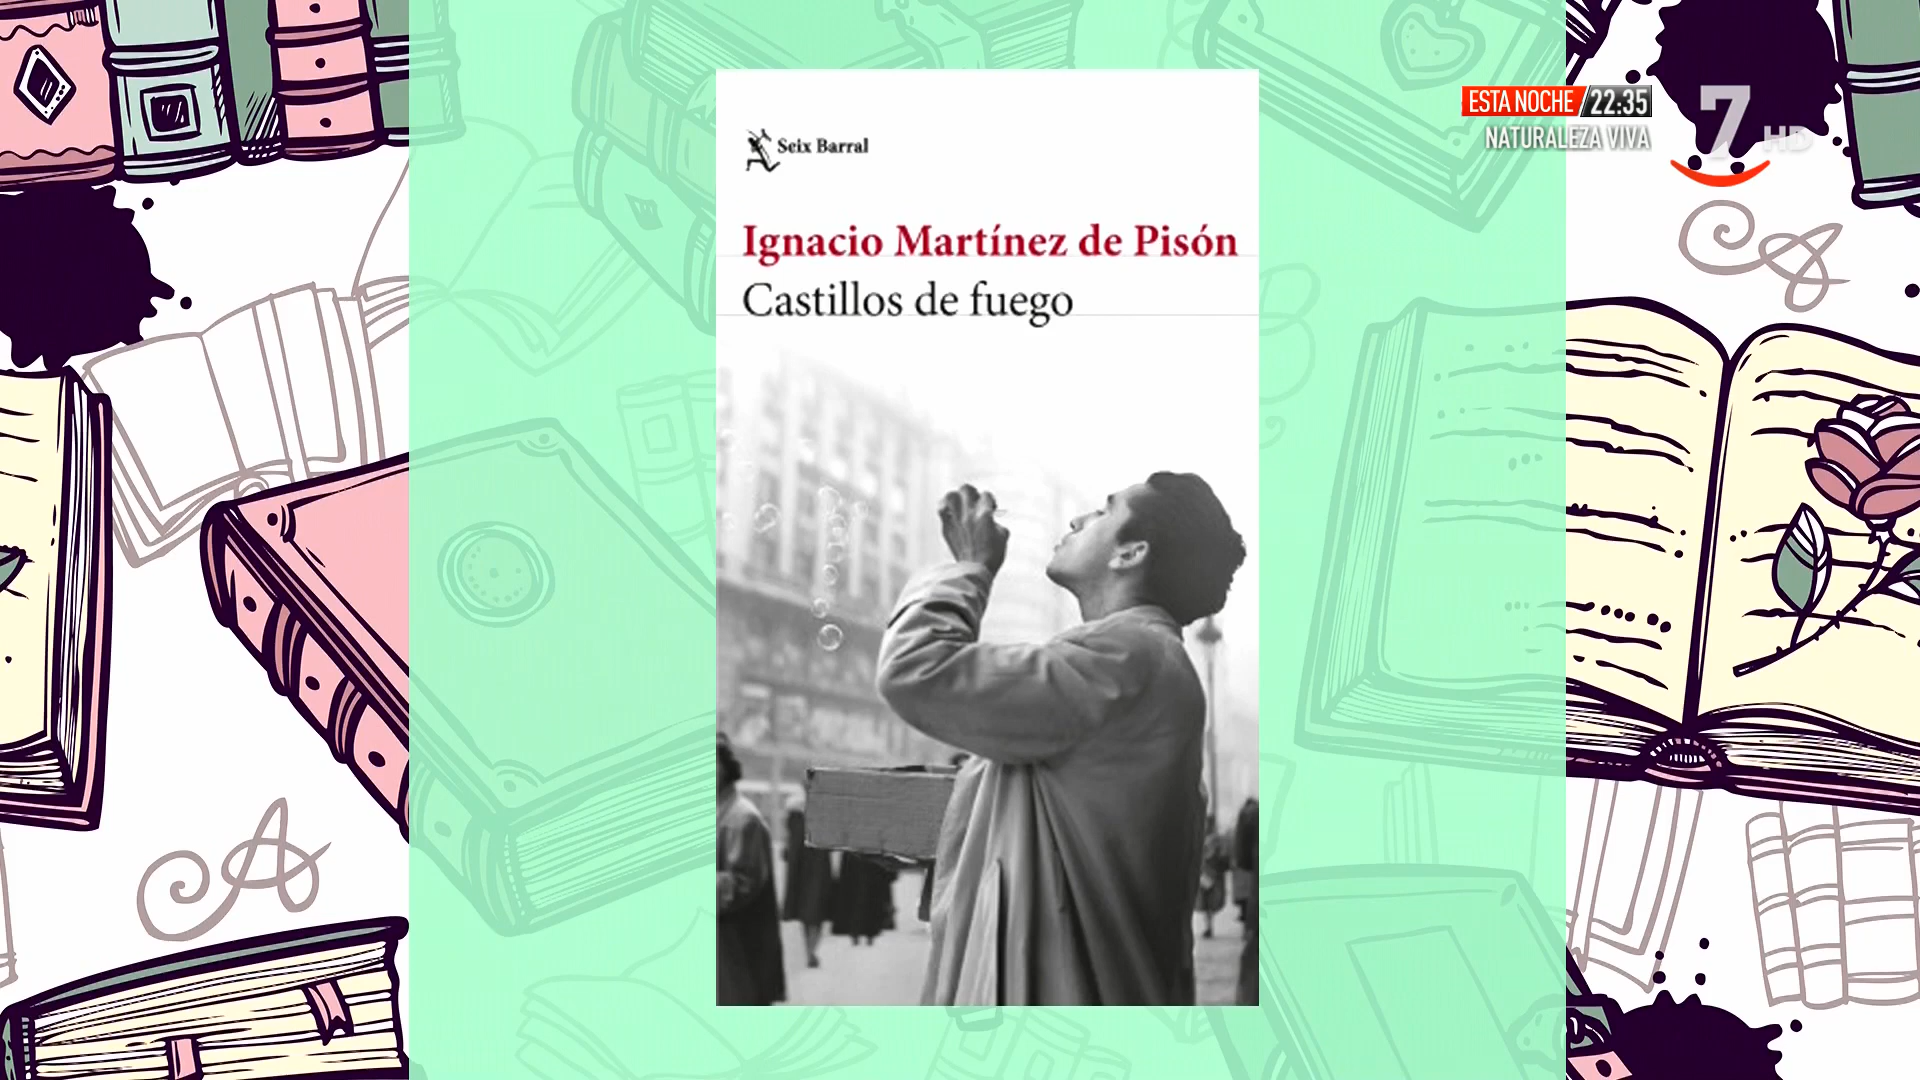 Seix Barral
Ignacio Martínez de Pisón
Castillos de fuego
ESTA NOCHE 22:35
NATURALEZA VIVA
7 HD